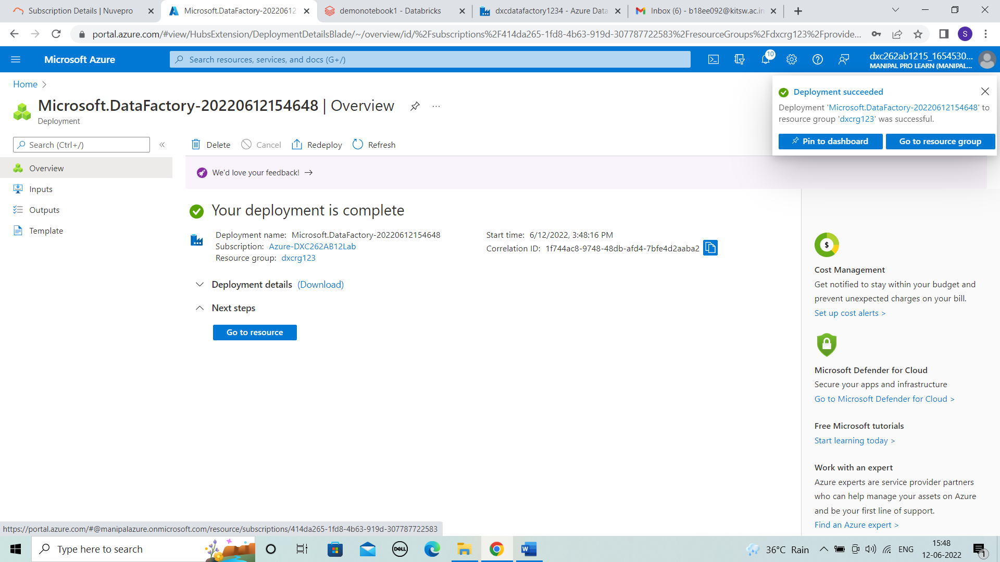 Subscription Details | Nuvepro
Microsoft.DataFactory-20220612
demonotebook1 - Databricks
dxcdatafactory1234 - Azure Data
Inbox (6) - b18ee092@kitsw.ac.in
portal.azure.com/#view/HubsExtension/DeploymentDetailsBlade/~/overview/id/%2Fsubscriptions%2F414da265-1fd8-4b63-919d-307787722583%2FresourceGroups%2Fdxcrg123%2Fprovide...
S
Microsoft Azure
Search resources, services, and docs (G+/)
10
dxc262ab1215_1654530...
MANIPAL PRO LEARN (MANIPAL...
Home
Microsoft.DataFactory-20220612154648 | Overview
Deployment
Deployment succeeded
Deployment 'Microsoft.DataFactory-20220612154648' to
resource group 'dxcrg123' was successful.
Pin to dashboard
Go to resource group
Search (Ctrl+/)
Delete
Cancel
Redeploy
Refresh
Overview
Inputs
Outputs
Template
We'd love your feedback!
Your deployment is complete
Deployment name: Microsoft.DataFactory-20220612154648
Subscription: Azure-DXC262AB12Lab
Resource group: dxcrg123
Start time: 6/12/2022, 3:48:16 PM
Correlation ID: 1f744ac8-9748-48db-afd4-7bfe4d2aaba2
Deployment details (Download)
Next steps
Go to resource
$
Cost Management
Get notified to stay within your budget and
prevent unexpected charges on your bill.
Set up cost alerts >
Microsoft Defender for Cloud
Secure your apps and infrastructure
Go to Microsoft Defender for Cloud >
Free Microsoft tutorials
Start learning today >
Work with an expert
Azure experts are service provider partners
who can help manage your assets on Azure
and be your first line of support.
Find an Azure expert >
https://portal.azure.com/#@manipalazure.onmicrosoft.com/resource/subscriptions/414da265-1fd8-4b63-919d-307787722583
Type here to search
DELL
W
36°C Rain
ENG
15:48
12-06-2022
1